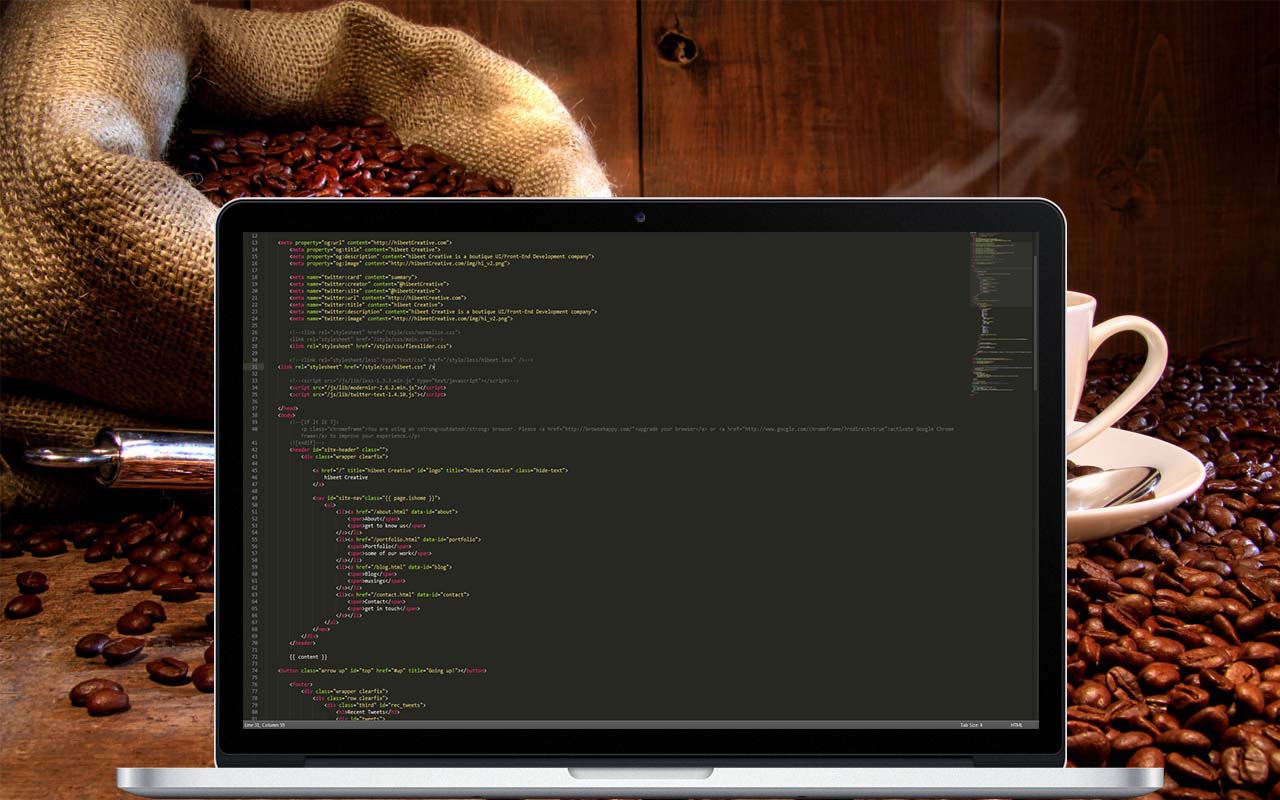 12
13 <meta property="og:url" content="http://hibeetCreative.com">
14 <meta property="og:title" content="hibeet Creative">
15 <meta property="og:description" content="hibeet Creative is a boutique UI/Front-End Development company">
16 <meta property="og:image" content="http://hibeetCreative.com/img/hi_v2.png">
17
18 <meta name="twitter:card" content="summary">
19 <meta name="twitter:creator" content="@hibeetCreative">
20 <meta name="twitter:site" content="@hibeetCreative">
21 <meta name="twitter:url" content="http://hibeetCreative.com">
22 <meta name="twitter:title" content="hibeet Creative">
23 <meta name="twitter:description" content="hibeet Creative is a boutique UI/Front-End Development company">
24 <meta name="twitter:image" content="http://hibeetCreative.com/img/hi_v2.png">
25
26 <!--<link rel="stylesheet" href="/style/css/normalize.css">
27 <link rel="stylesheet" href="/style/css/main.css">-->
28 <link rel="stylesheet" href="/style/css/flexslider.css">
29
30 <!--<link rel="stylesheet/less" type="text/css" href="/style/less/hibeet.less" />-->
31 <link rel="stylesheet" href="/style/css/hibeet.css" />
32
33 <!--<script src="/js/lib/less-1.3.3.min.js" type="text/javascript"></script>-->
34 <script src="/js/lib/modernizr-2.6.2.min.js"></script>
35 <script src="/js/lib/twitter-text-1.4.10.js"></script>
36
37 </head>
38 <body>
39 <!--[if lt IE 7]>
40 <p class="chromeframe">You are using an <strong>outdated</strong> browser. Please <a href="http://browsehappy.com/">upgrade your browser</a> or <a href="http://www.google.com/chromeframe/?redirect=true">activate Google Chrome
Frame</a> to improve your experience.</p>
41 <![endif]-->
42 <header id="site-header" class="">
43 <div class="wrapper clearfix">
44
45 <a href="/" title="hibeet Creative" id="logo" title="hibeet Creative" class="hide-text">
46 hibeet Creative
47 </a>
48
49 <nav id="site-nav"class="{{ page.ishome }}">
50 <ul>
51 <li><a href="/about.html" data-id="about">
52 <span>About</span>
53 <span>get to know us</span>
54 </a></li>
55 <li><a href="/portfolio.html" data-id="portfolio">
56 <span>Portfolio</span>
57 <span>some of our work</span>
58 </a></li>
59 <li><a href="/blog.html" data-id="blog">
60 <span>Blog</span>
61 <span>musings</span>
62 </a></li>
63 <li><a href="/contact.html" data-id="contact">
64 <span>Contact</span>
65 <span>get in touch</span>
66 </a></li>
67 </ul>
68 </nav>
69 </div>
70 </header>
71
72 {{ content }}
73
74 <button class="arrow up" id="top" href="#up" title="Going up!"></button>
75
76 <footer>
77 <div class="wrapper clearfix">
78 <div class="row clearfix">
79 <div class="third" id="rec_tweets">
80 <h3>Recent Tweets</h3>
81 <div id="tweets">
Line 31, Column 59 Tab Size: 4 HTML